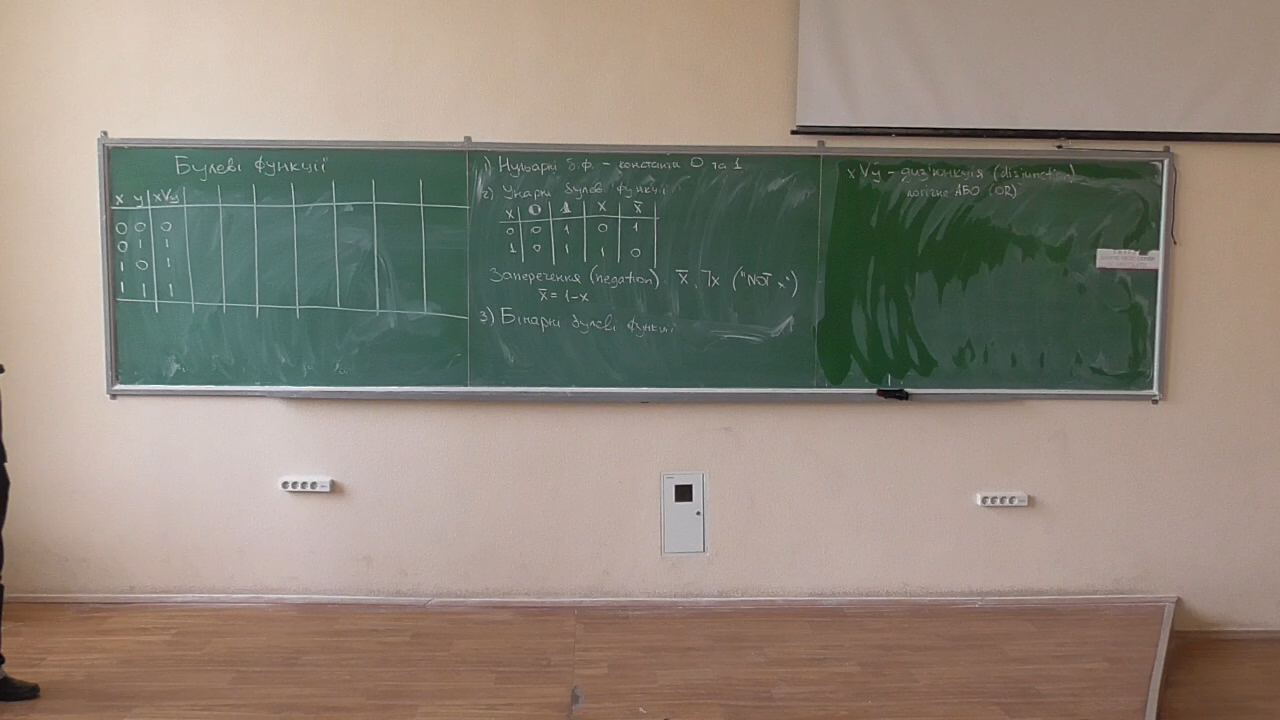 Булеві функції
x y x∨y
0 0 0
0 1 1
1 0 1
1 1 1
1) Нульарні б.ф. – константи 0 та 1
2) Унарні булеві функції
x 0 1 x x̄
0 0 1 0 1
1 0 1 1 0
Заперечення (negation) x̄, ⌉x ("NOT x")
x̄ = 1-x
3) Бінарні булеві функції
x∨y – диз'юнкція (disjunction)
логічне АБО (OR)